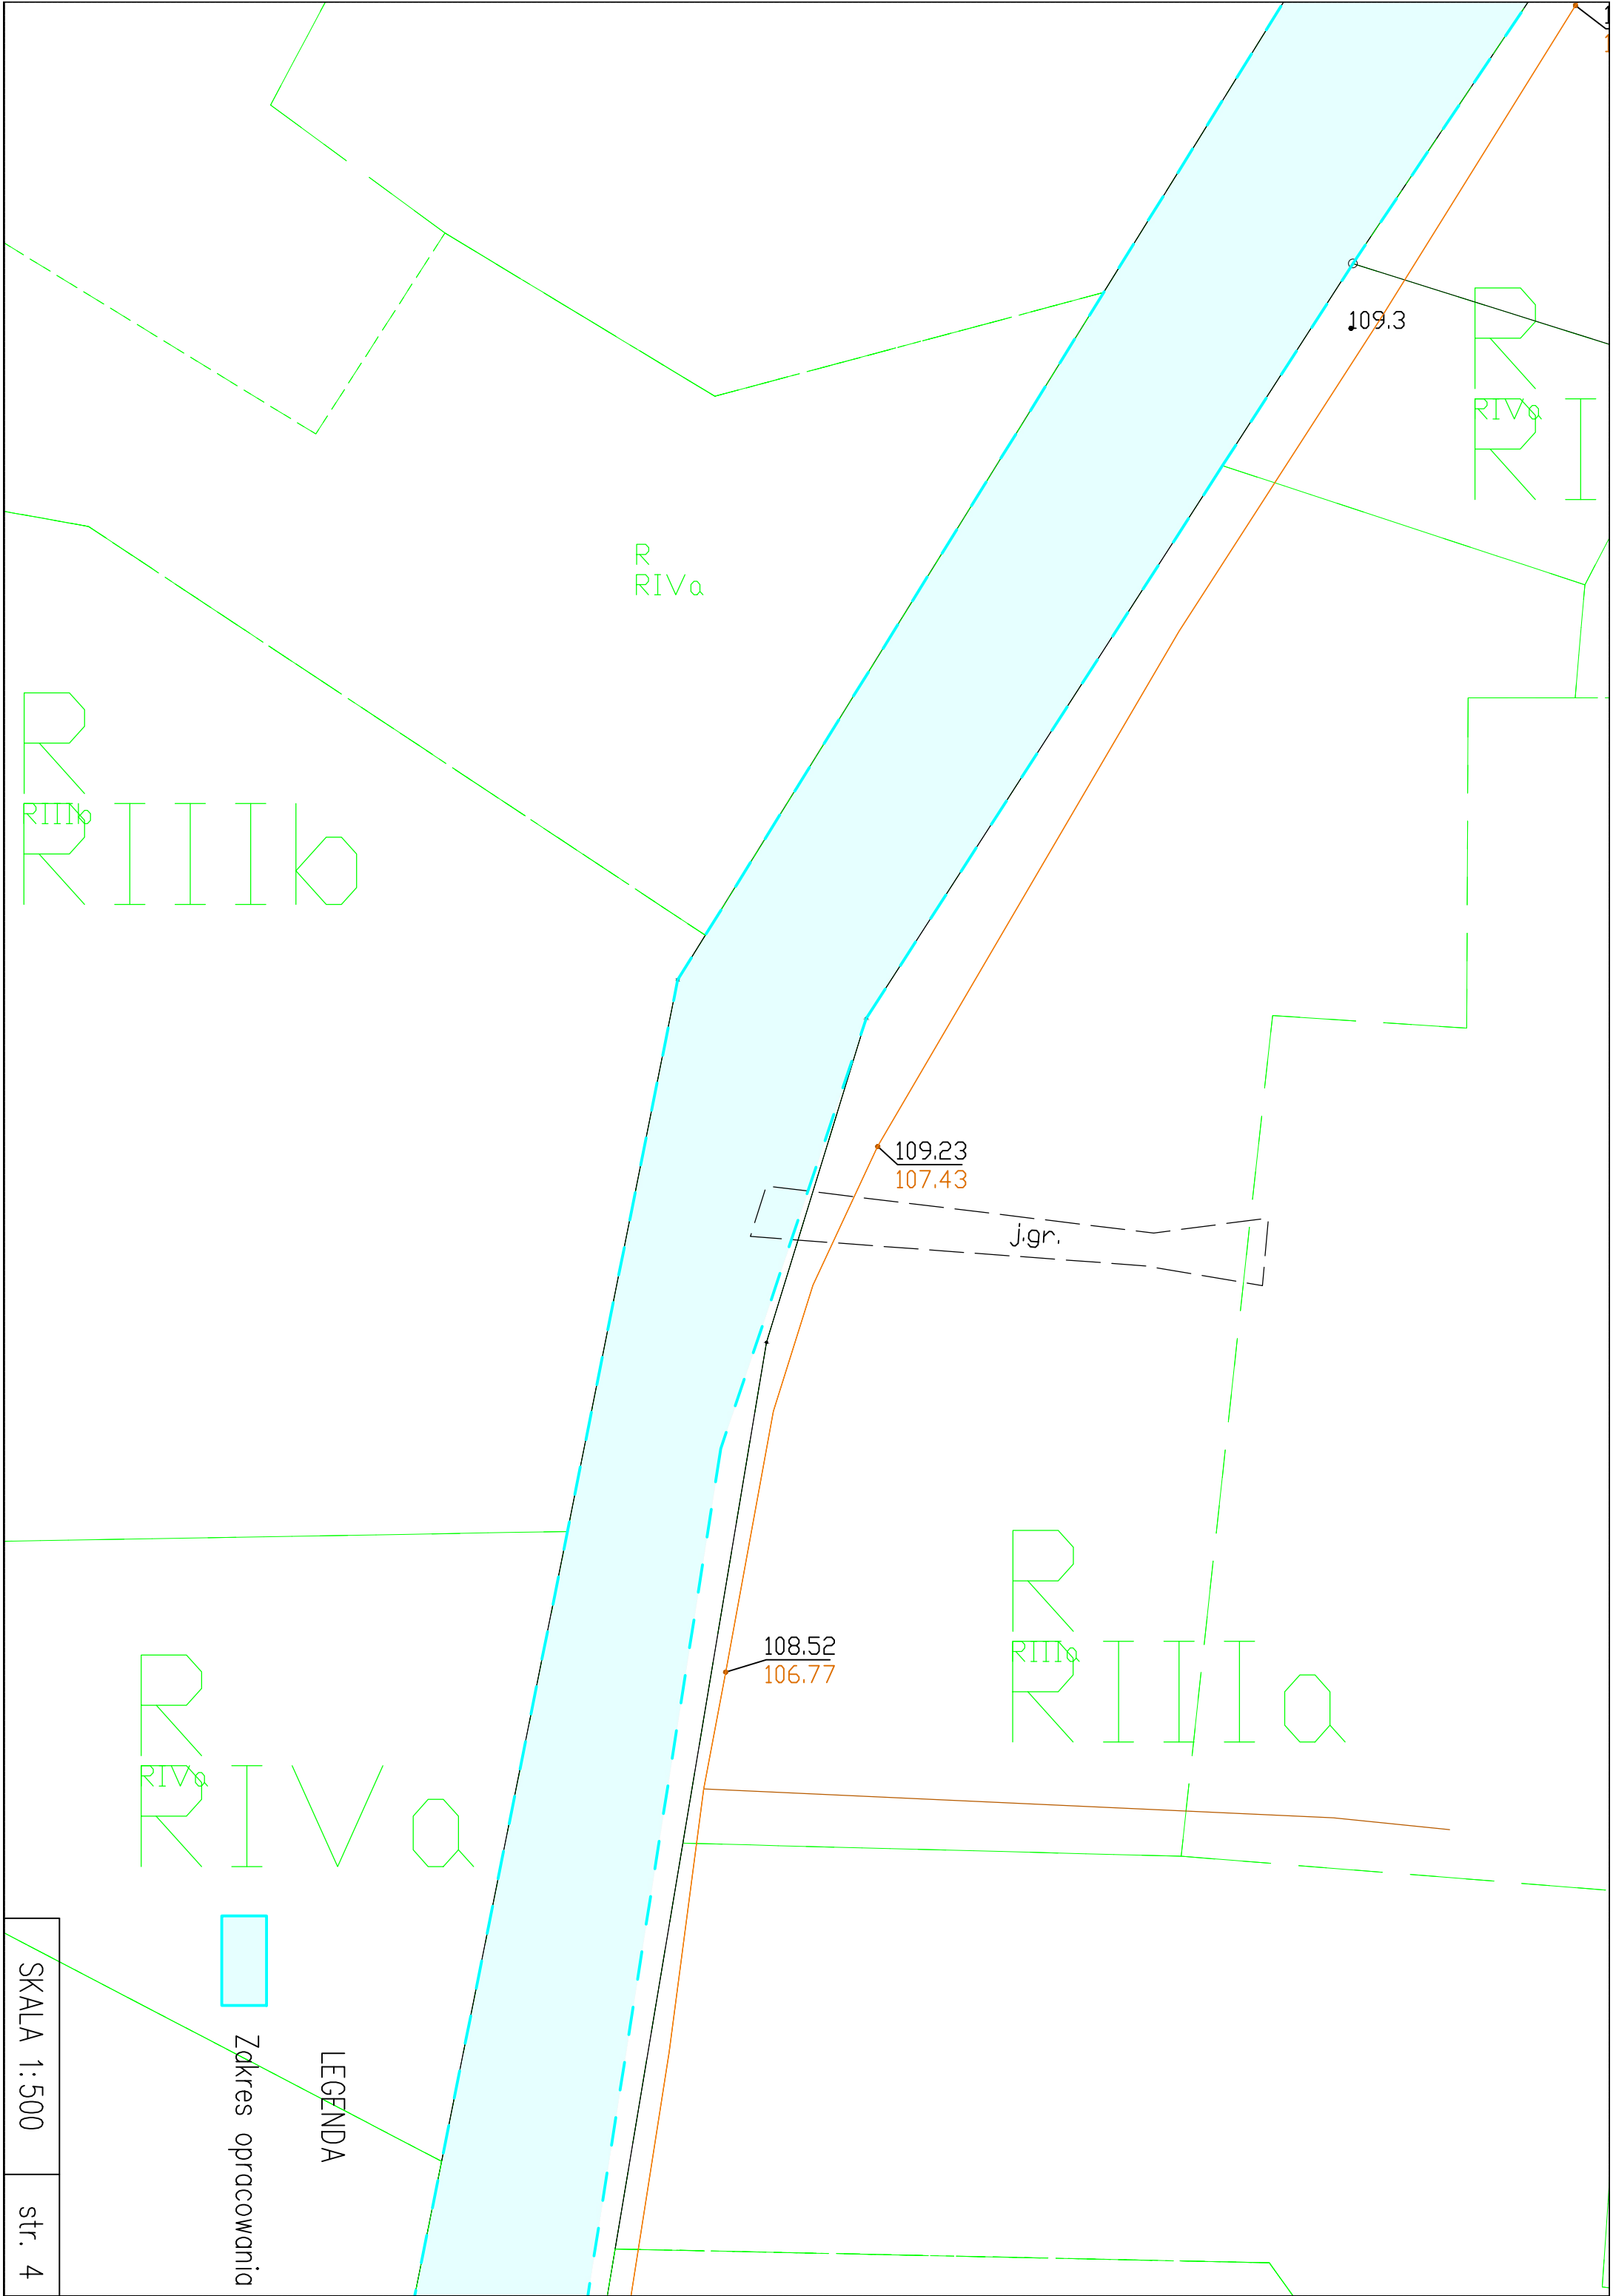 109.3
R
RIVa
R I
R
RIVa
R
RIIIb
RIIIb
109.23
107.43
j.gr.
R
RIIIa
RIIIa
108.52
106.77
R
RIVa
RIVa
LEGENDA
Zakres opracowania
SKALA 1:500
str. 4